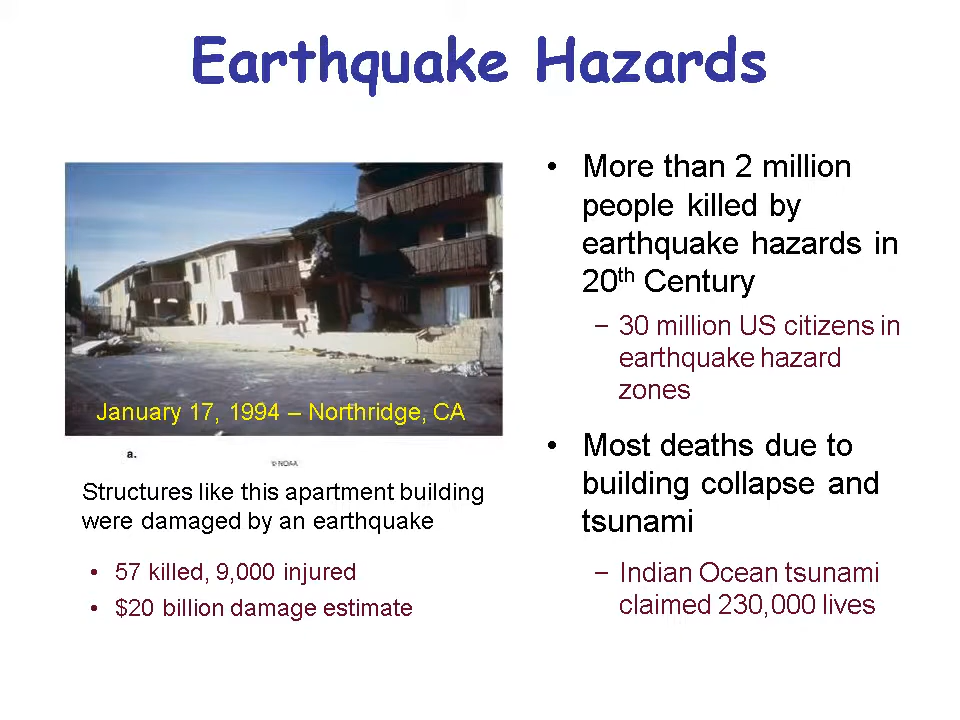 Earthquake Hazards
January 17, 1994 – Northridge, CA
a.
© NOAA
Structures like this apartment building
were damaged by an earthquake
• 57 killed, 9,000 injured
• $20 billion damage estimate
• More than 2 million
people killed by
earthquake hazards in
20th Century
– 30 million US citizens in
earthquake hazard
zones
• Most deaths due to
building collapse and
tsunami
– Indian Ocean tsunami
claimed 230,000 lives